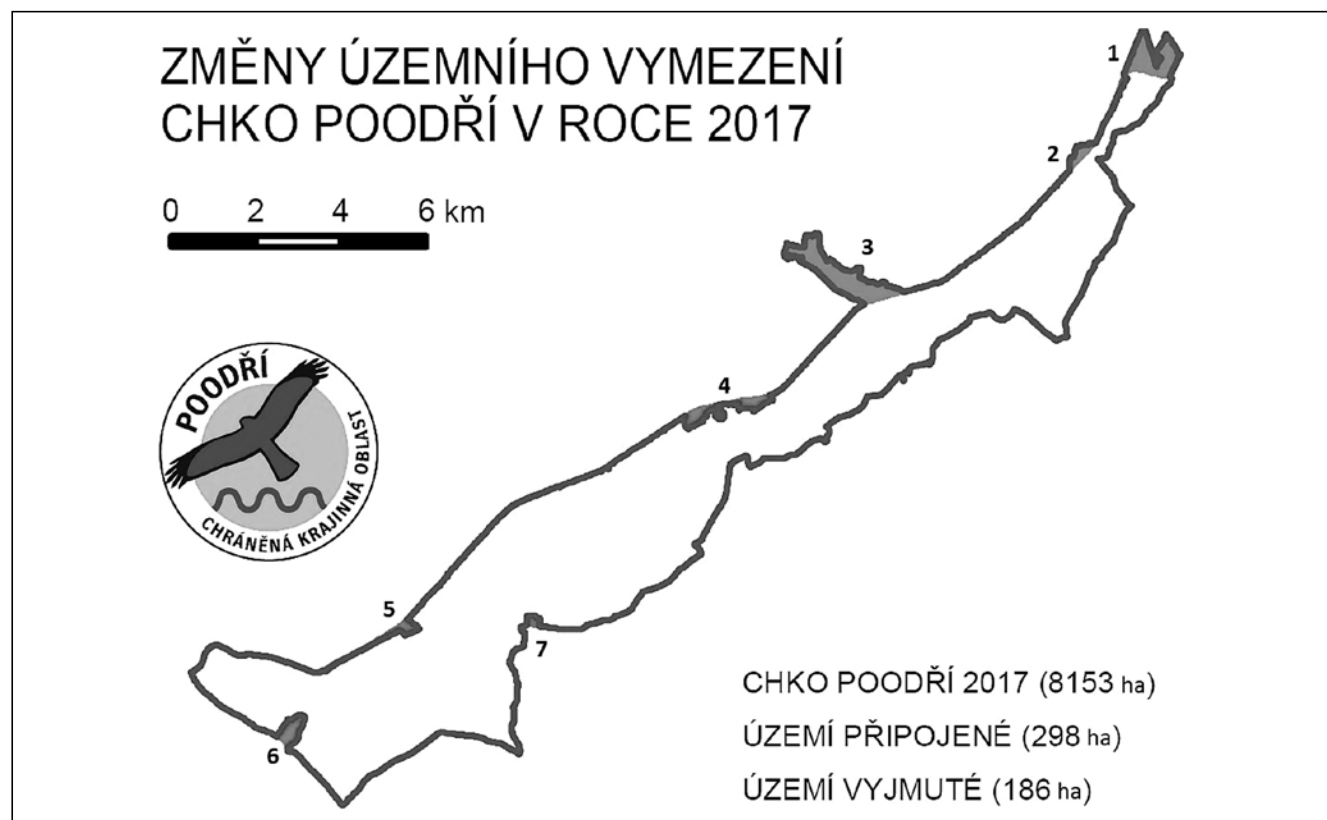 ZMĚNY ÚZEMNÍHO VYMEZENÍ
CHKO POODŘÍ V ROCE 2017
0 2 4 6 km
POODŘÍ
CHRÁNĚNÁ KRAJINNÁ OBLAST
1
2
3
4
5
6
7
CHKO POODŘÍ 2017 (8153 ha)
ÚZEMÍ PŘIPOJENÉ (298 ha)
ÚZEMÍ VYJMUTÉ (186 ha)